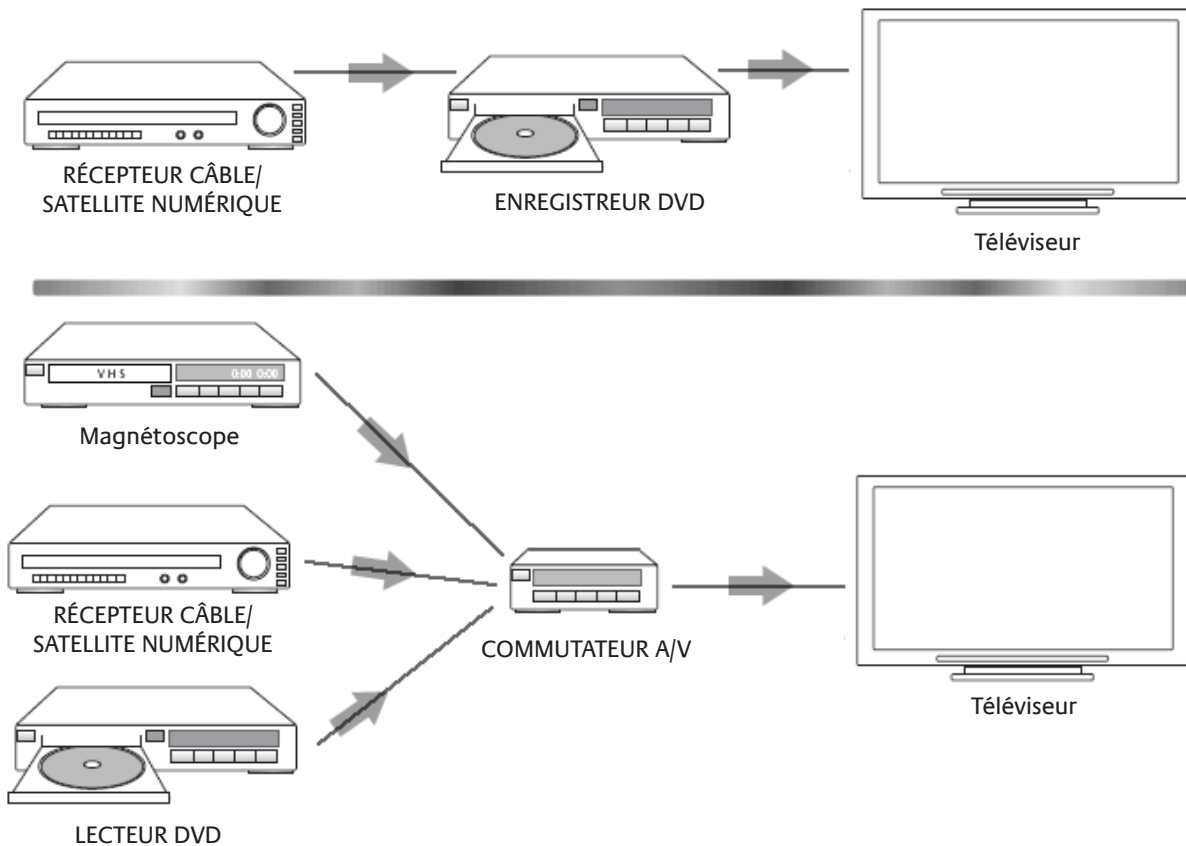 RÉCEPTEUR CÂBLE/
SATELLITE NUMÉRIQUE
ENREGISTREUR DVD
Téléviseur
VHS
0:00 0:00
Magnétoscope
RÉCEPTEUR CÂBLE/
SATELLITE NUMÉRIQUE
COMMUTATEUR A/V
Téléviseur
LECTEUR DVD